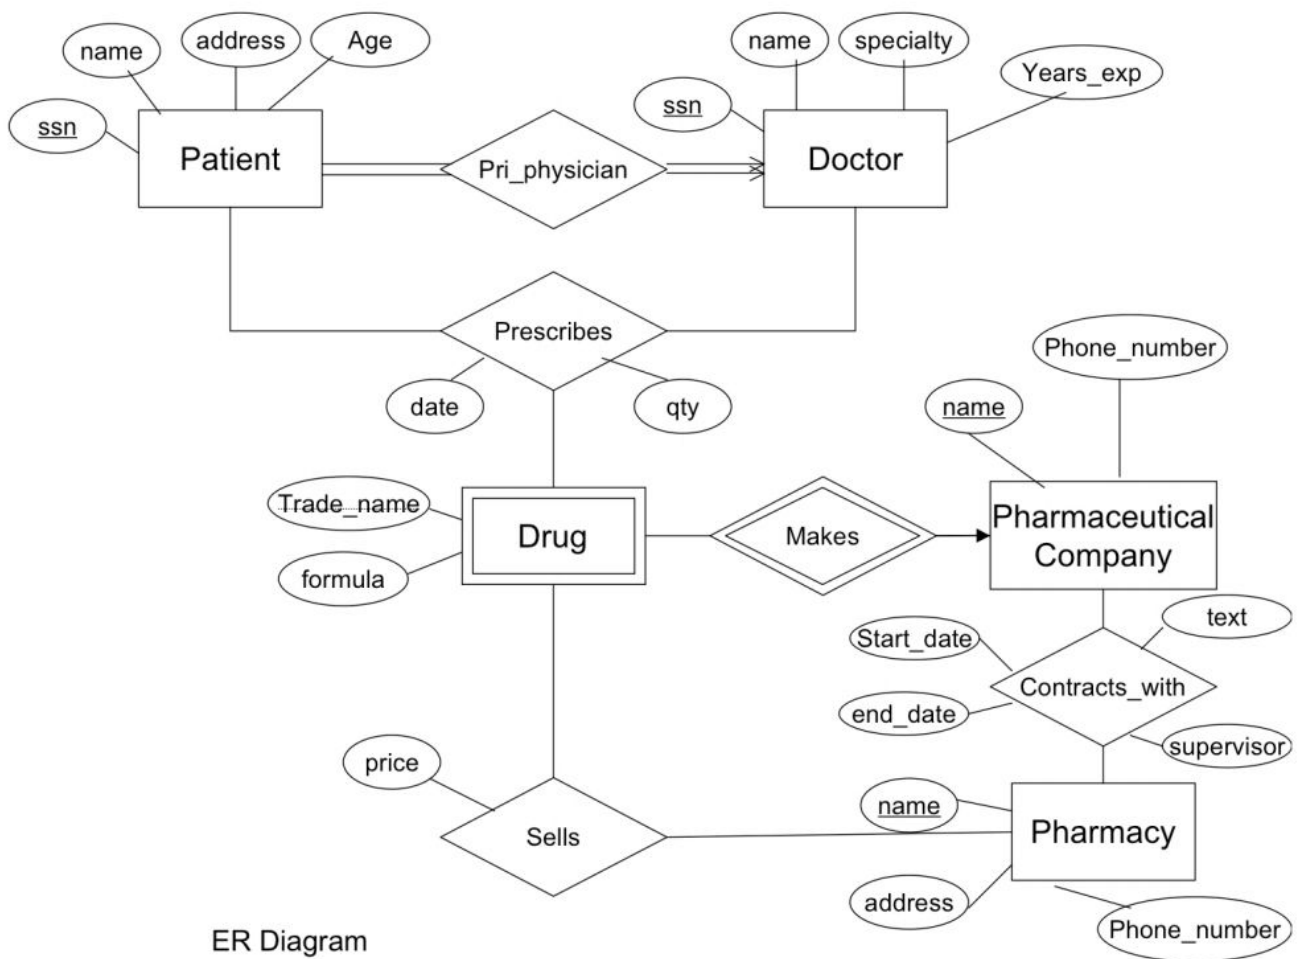 name
address
Age
name
specialty
Years_exp
ssn
ssn
Patient
Pri_physician
Doctor
Prescribes
Phone_number
date
qty
name
Trade_name
Drug
Makes
Pharmaceutical
Company
formula
text
Start_date
Contracts_with
end_date
supervisor
price
name
Sells
Pharmacy
address
Phone_number
ER Diagram